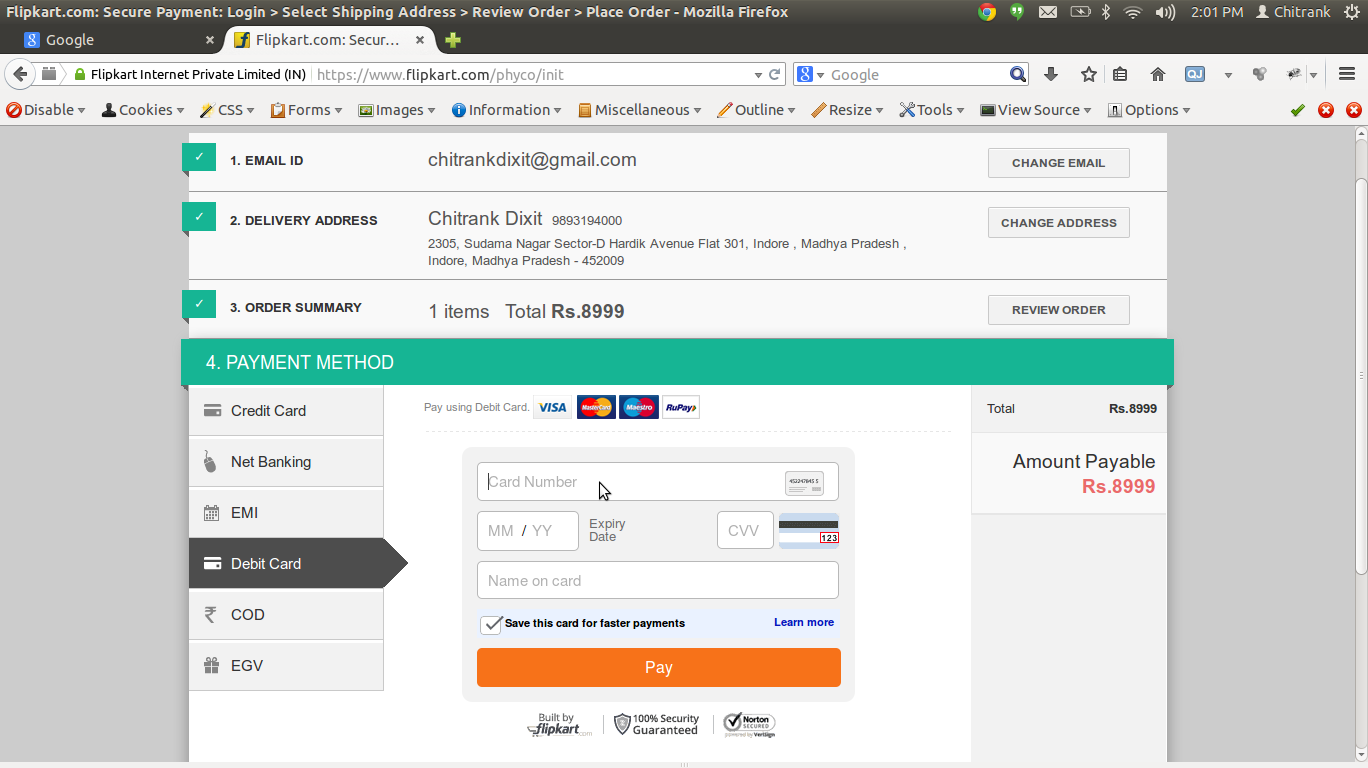 Flipkart.com: Secure Payment: Login > Select Shipping Address > Review Order > Place Order - Mozilla Firefox
2:01 PM Chitrank
Google
Flipkart.com: Secur...
Flipkart Internet Private Limited (IN) https://www.flipkart.com/phyco/init
Google
Disable Cookies CSS Forms Images Information Miscellaneous Outline Resize Tools View Source Options
1. EMAIL ID chitrankdixit@gmail.com CHANGE EMAIL
2. DELIVERY ADDRESS Chitrank Dixit 9893194000 CHANGE ADDRESS
2305, Sudama Nagar Sector-D Hardik Avenue Flat 301, Indore , Madhya Pradesh ,
Indore, Madhya Pradesh - 452009
3. ORDER SUMMARY 1 items Total Rs.8999 REVIEW ORDER
4. PAYMENT METHOD
Credit Card
Net Banking
EMI
Debit Card
COD
EGV
Pay using Debit Card. VISA MasterCard Maestro RuPay
Card Number
MM / YY Expiry Date CVV 123
Name on card
Save this card for faster payments Learn more
Pay
Built by flipkart.com
100% Security Guaranteed
Norton SECURED powered by VeriSign
Total Rs.8999
Amount Payable
Rs.8999